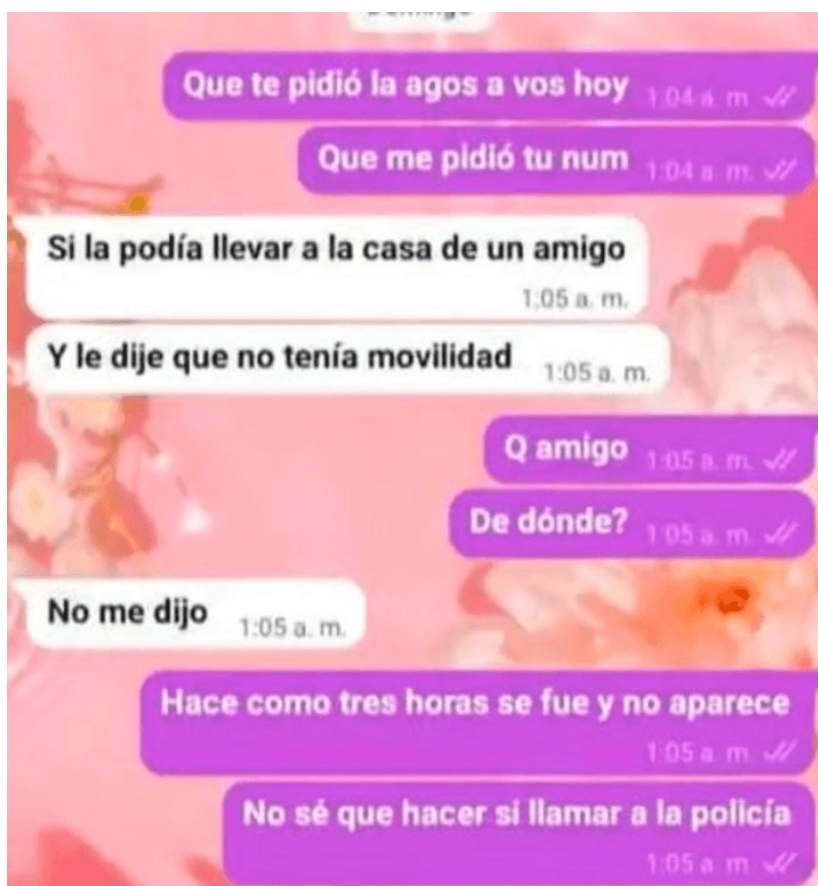 Que te pidió la agos a vos hoy 1:04 a. m.
Que me pidió tu num 1:04 a. m.
Si la podía llevar a la casa de un amigo
1:05 a. m.
Y le dije que no tenía movilidad 1:05 a. m.
Q amigo 1:05 a. m.
De dónde? 1:05 a. m.
No me dijo 1:05 a. m.
Hace como tres horas se fue y no aparece
1:05 a. m.
No sé que hacer si llamar a la policía
1:05 a. m.